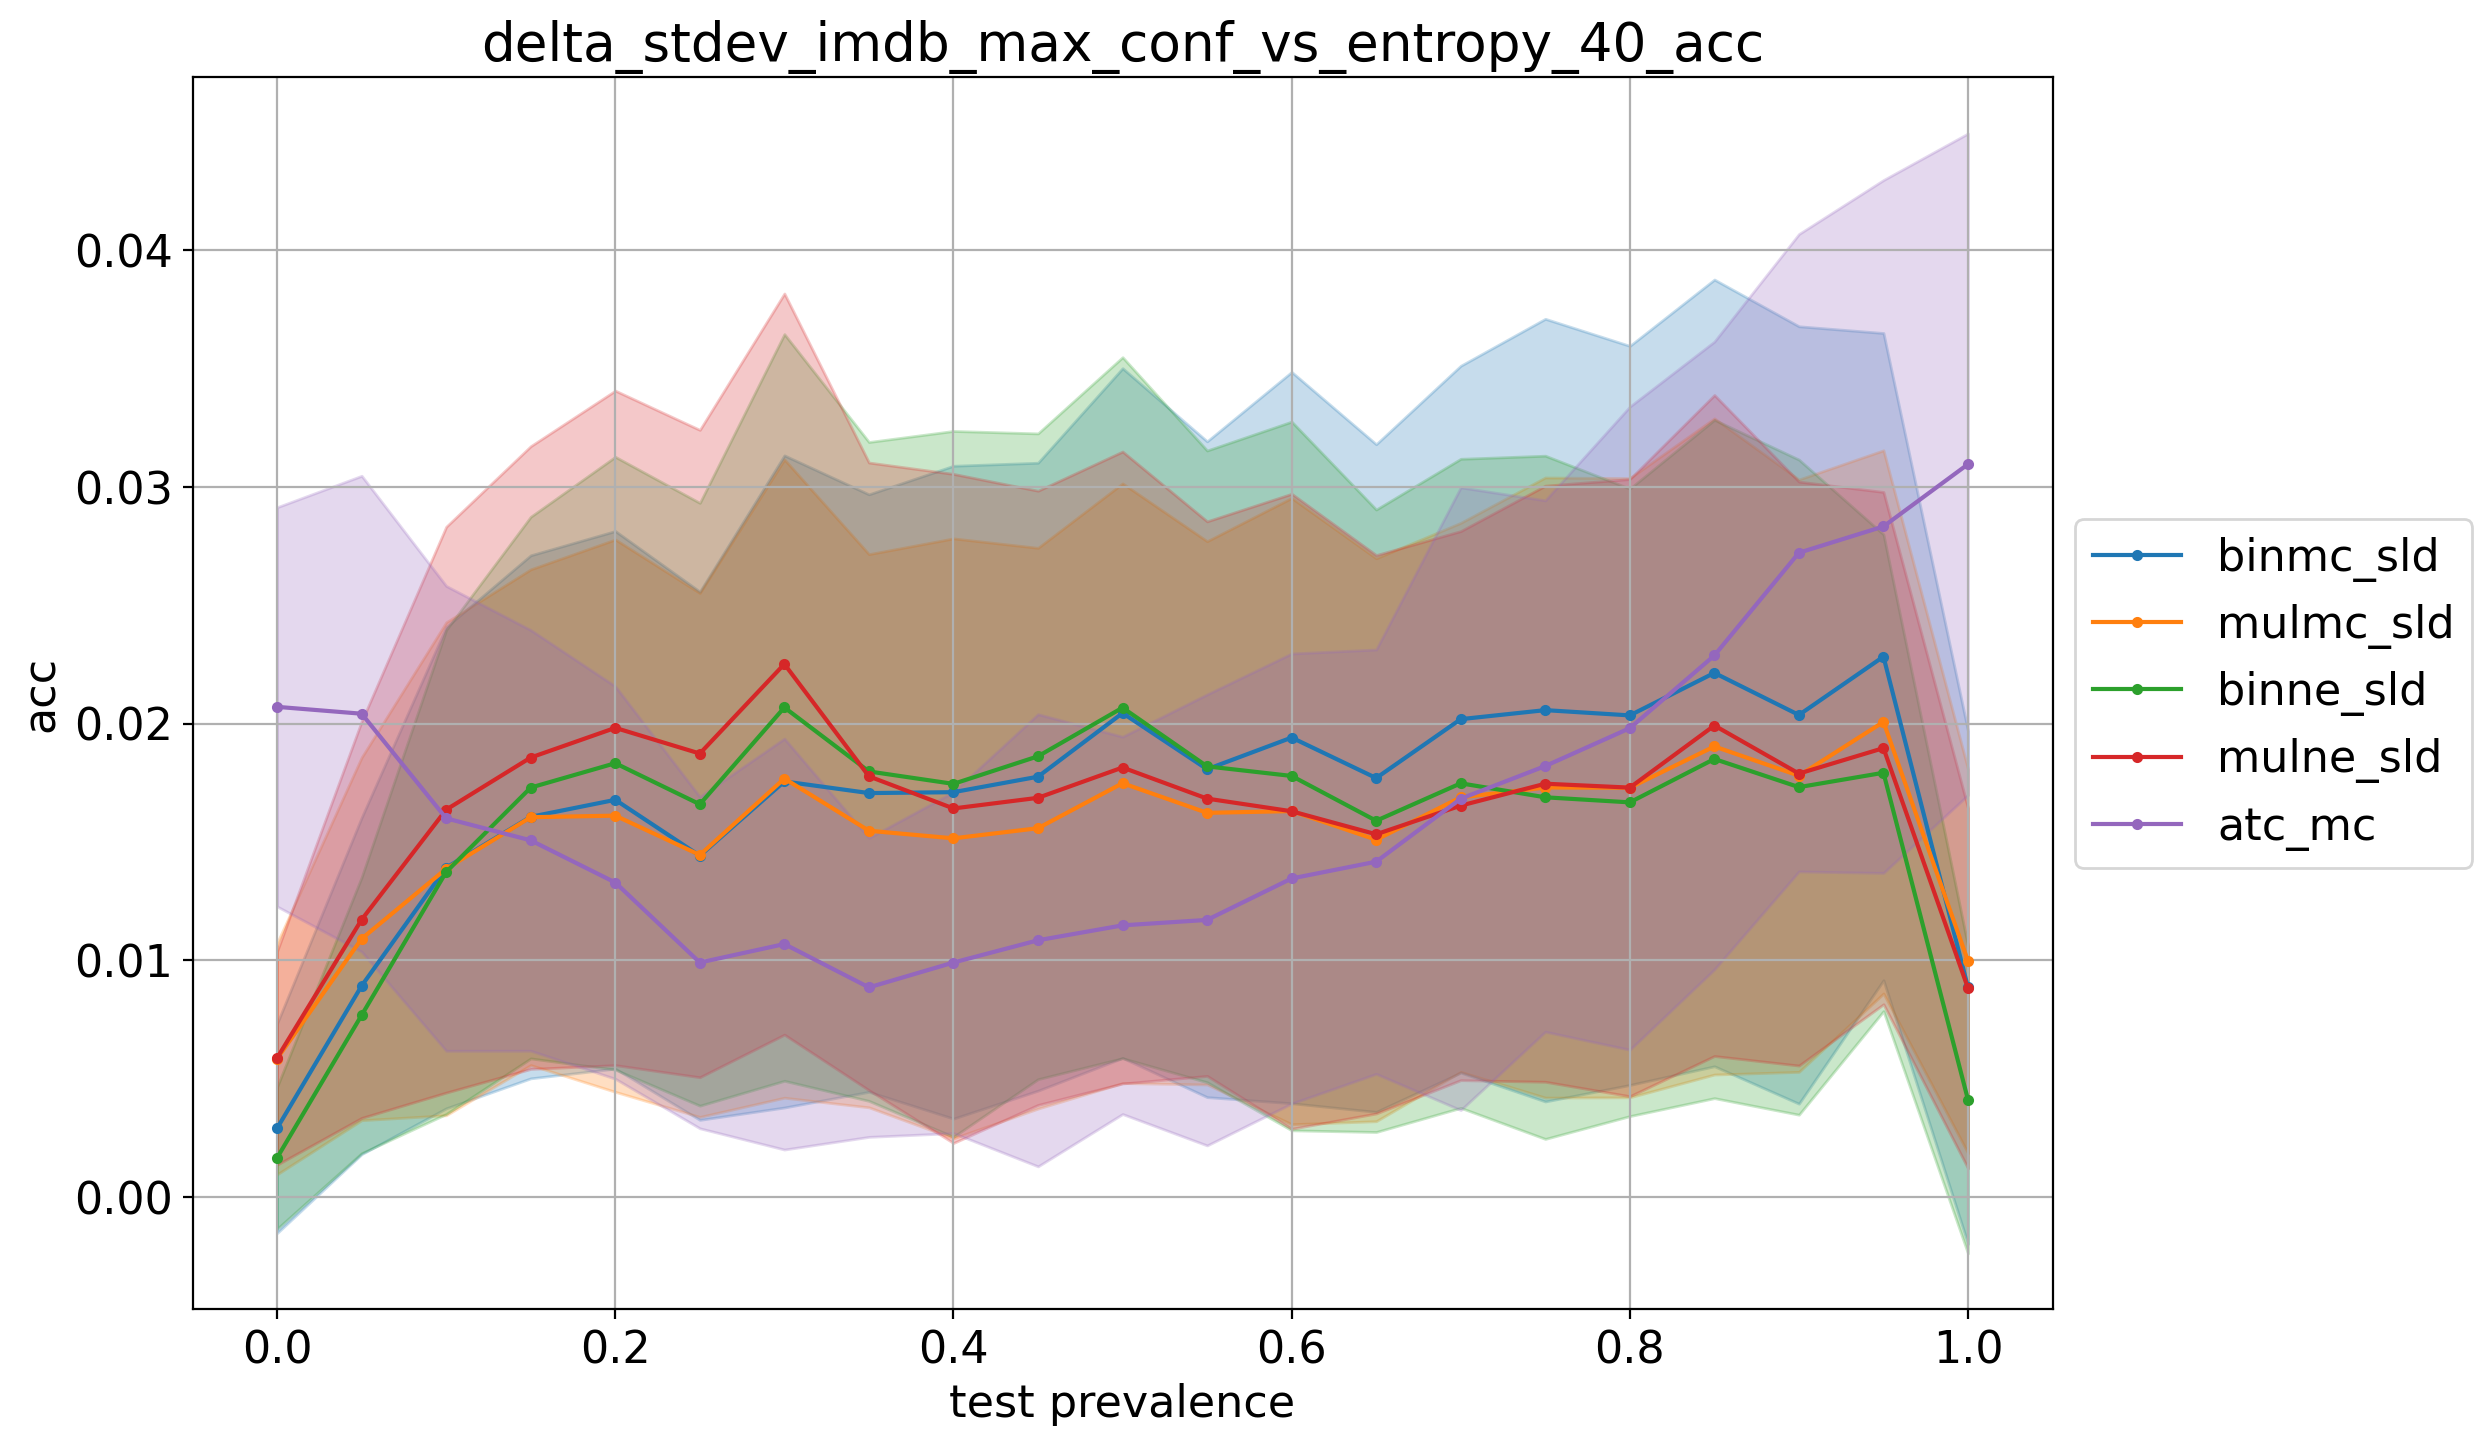 delta_stdev_imdb_max_conf_vs_entropy_40_acc
acc
0.04
0.03
0.02
0.01
0.00
0.0 0.2 0.4 0.6 0.8 1.0
test prevalence
binmc_sld
mulmc_sld
binne_sld
mulne_sld
atc_mc